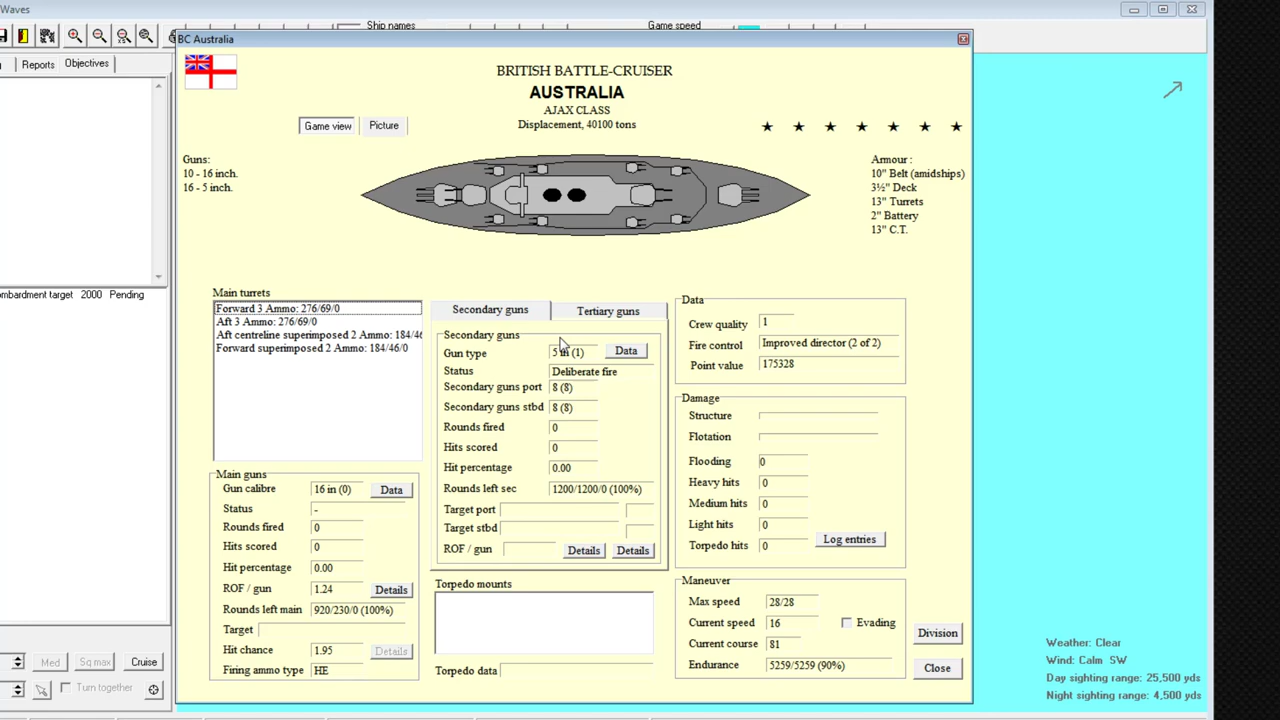 Waves
Ship names
Game speed
Reports
Objectives
ombardment target 2000 Pending
Med
Sq max
Cruise
Turn together
BC Australia
BRITISH BATTLE-CRUISER
AUSTRALIA
AJAX CLASS
Displacement, 40100 tons
Game view
Picture
★ ★ ★ ★ ★ ★ ★
Guns:
10 - 16 inch.
16 - 5 inch.
Armour :
10" Belt (amidships)
3½" Deck
13" Turrets
2" Battery
13" C.T.
Main turrets
Forward 3 Ammo: 276/69/0
Aft 3 Ammo: 276/69/0
Aft centreline superimposed 2 Ammo: 184/46
Forward superimposed 2 Ammo: 184/46/0
Main guns
Gun calibre 16 in (0) Data
Status -
Rounds fired 0
Hits scored 0
Hit percentage 0.00
ROF / gun 1.24 Details
Rounds left main 920/230/0 (100%)
Target
Hit chance 1.95 Details
Firing ammo type HE
Secondary guns
Tertiary guns
Secondary guns
Gun type 5 in (1) Data
Status Deliberate fire
Secondary guns port 8 (8)
Secondary guns stbd 8 (8)
Rounds fired 0
Hits scored 0
Hit percentage 0.00
Rounds left sec 1200/1200/0 (100%)
Target port
Target stbd
ROF / gun Details Details
Torpedo mounts
Torpedo data
Data
Crew quality 1
Fire control Improved director (2 of 2)
Point value 175328
Damage
Structure
Flotation
Flooding 0
Heavy hits 0
Medium hits 0
Light hits 0
Torpedo hits 0
Log entries
Maneuver
Max speed 28/28
Current speed 16 Evading
Current course 81
Endurance 5259/5259 (90%)
Division
Close
Weather: Clear
Wind: Calm SW
Day sighting range: 25,500 yds
Night sighting range: 4,500 yds